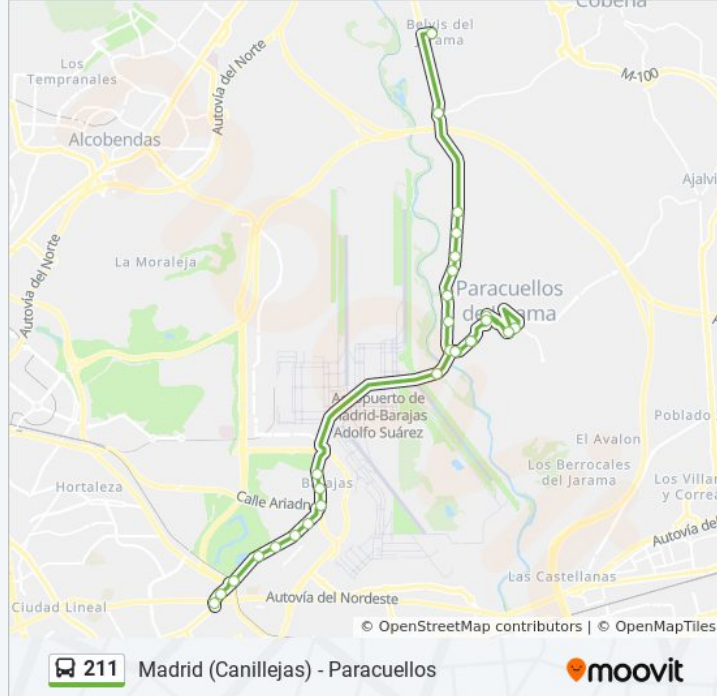 Cobeña
Belvis del
Jarama
Los
Tempranales
Autovía del Norte
M-100
Alcobendas
Ajalvi
La Moraleja
Autovía del Norte
Paracuellos
de Jarama
Aeropuerto de
Madrid-Barajas
Adolfo Suárez
Poblado
El Avalon
Los Berrocales
del Jarama
Los Villar
y Correa
Hortaleza
Barajas
Calle Ariadna
Autovía del
Las Castellanas
Autovía del Nordeste
Ciudad Lineal
© OpenStreetMap contributors | © OpenMapTiles
211 Madrid (Canillejas) - Paracuellos
moovit